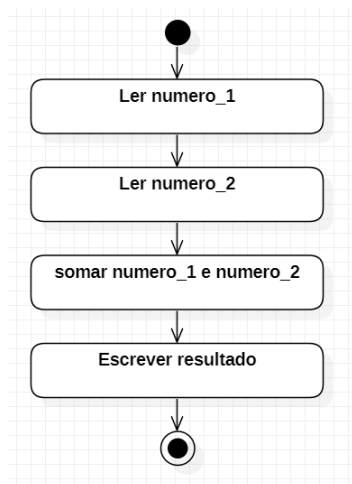 Ler numero_1
Ler numero_2
somar numero_1 e numero_2
Escrever resultado